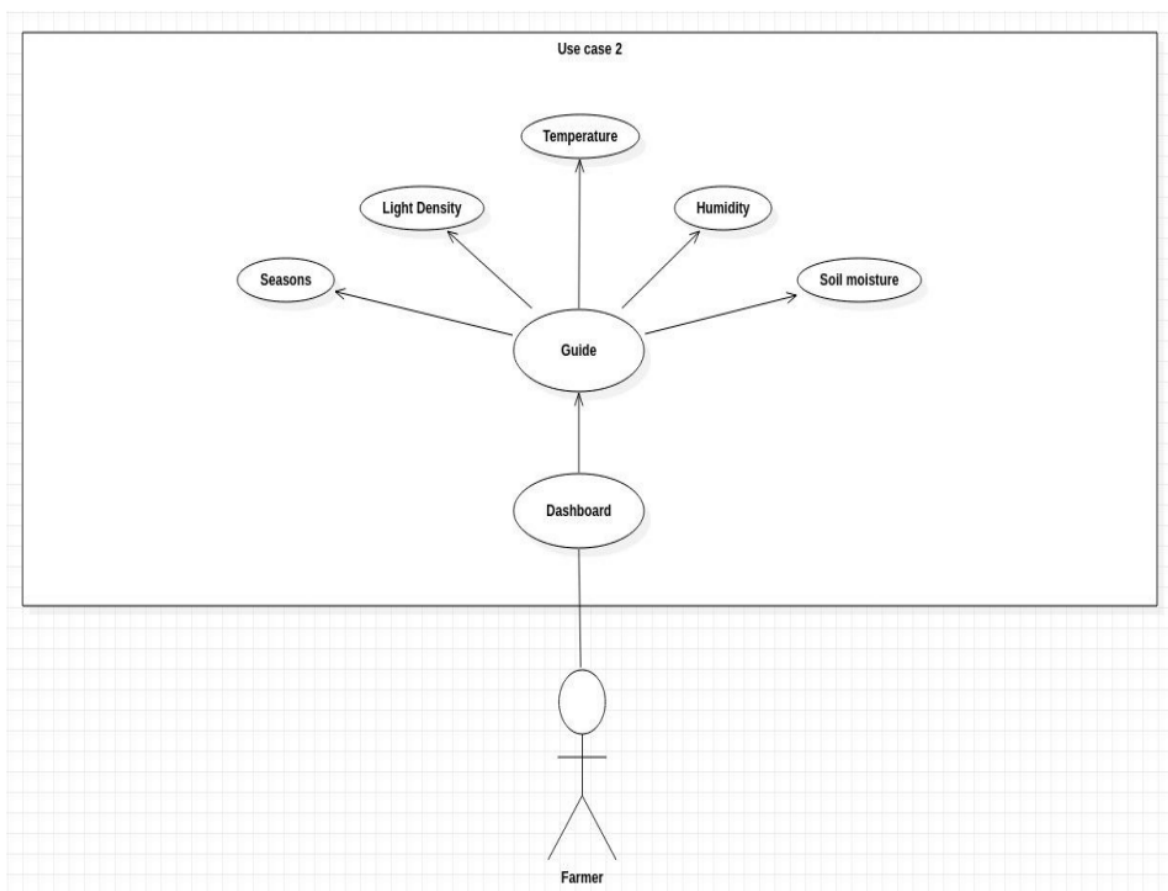 Use case 2
Temperature
Light Density
Humidity
Seasons
Soil moisture
Guide
Dashboard
Farmer